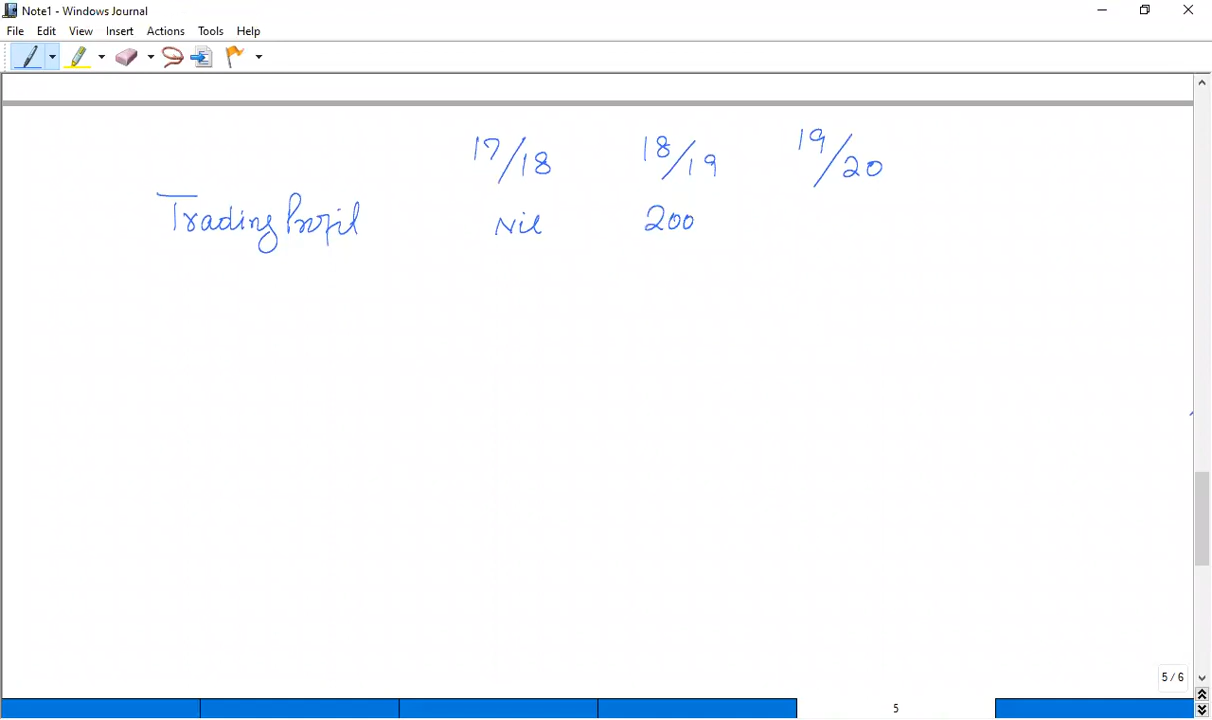 Note1 - Windows Journal
File Edit View Insert Actions Tools Help
17/18 18/19 19/20
Trading Profit Nil 200
5 / 6
5